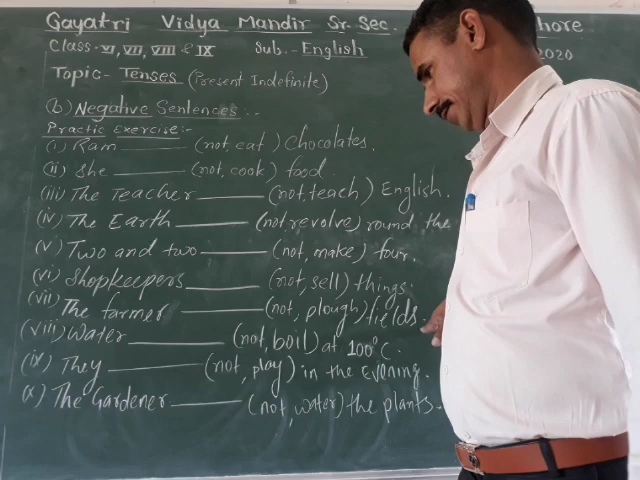 Gayatri Vidya Mandir Sr. Sec. hore
Class-VI, VII, VIII & IX Sub.- English 2020
Topic- Tenses (Present Indefinite)
(b) Negative Sentences:-
Practic Exercise:-
(i) Ram ______ (not, eat) Chocolates.
(ii) She ______ (not, cook) food.
(iii) The Teacher ______ (not, teach) English.
(iv) The Earth ______ (not, revolve) round the
(v) Two and two ______ (not, make) four.
(vi) Shopkeepers ______ (not, sell) things.
(vii) The farmer ______ (not, plough) fields.
(viii) Water ______ (not, boil) at 100°C.
(ix) They ______ (not, play) in the evening.
(x) The Gardener ______ (not, water) the plants.